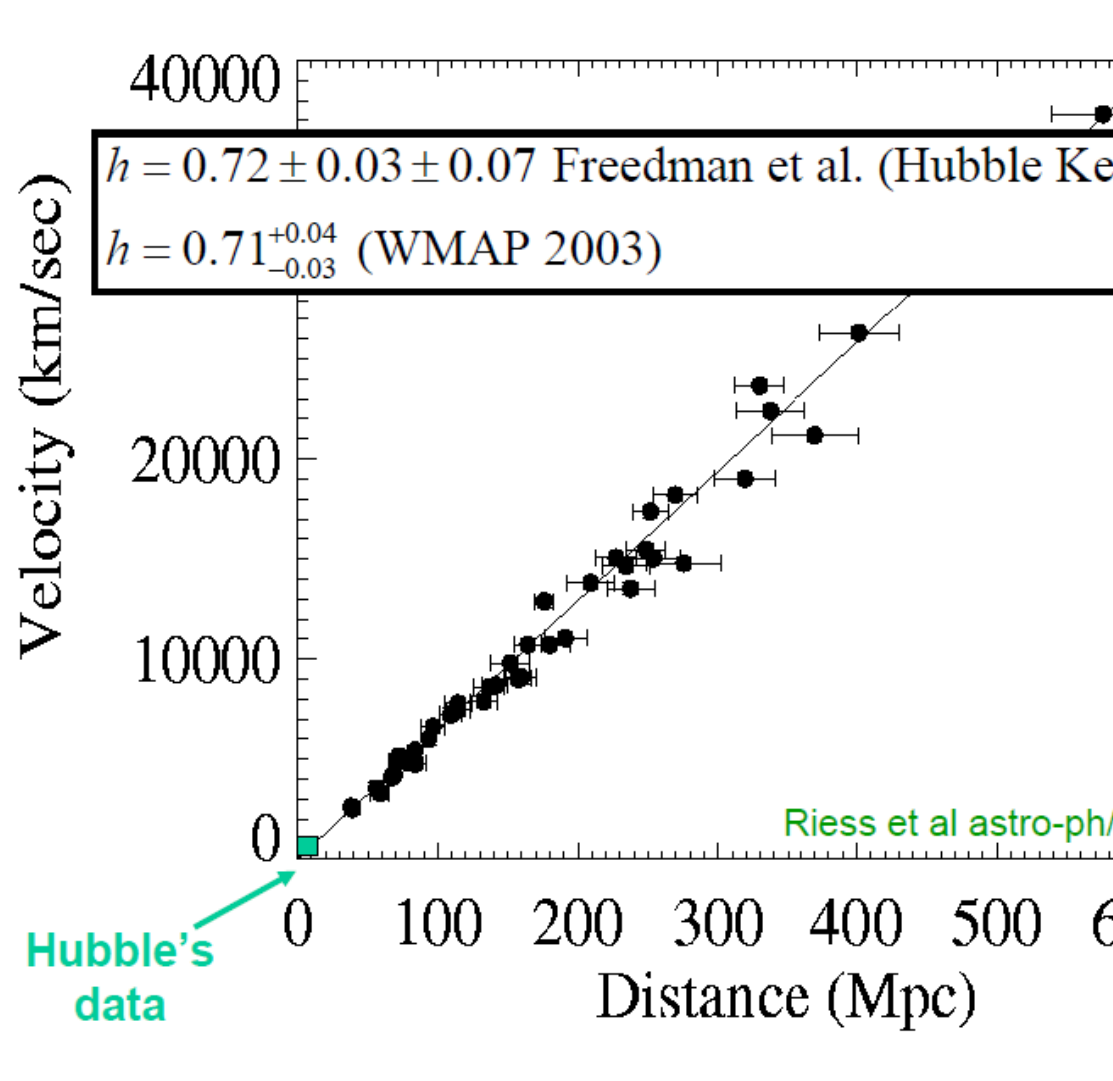 40000
h = 0.72 ± 0.03 ± 0.07 Freedman et al. (Hubble Ke
h = 0.71 +0.04 −0.03 (WMAP 2003)
Velocity (km/sec)
20000
10000
0
Riess et al astro-ph/
0 100 200 300 400 500 6
Hubble’s
data
Distance (Mpc)